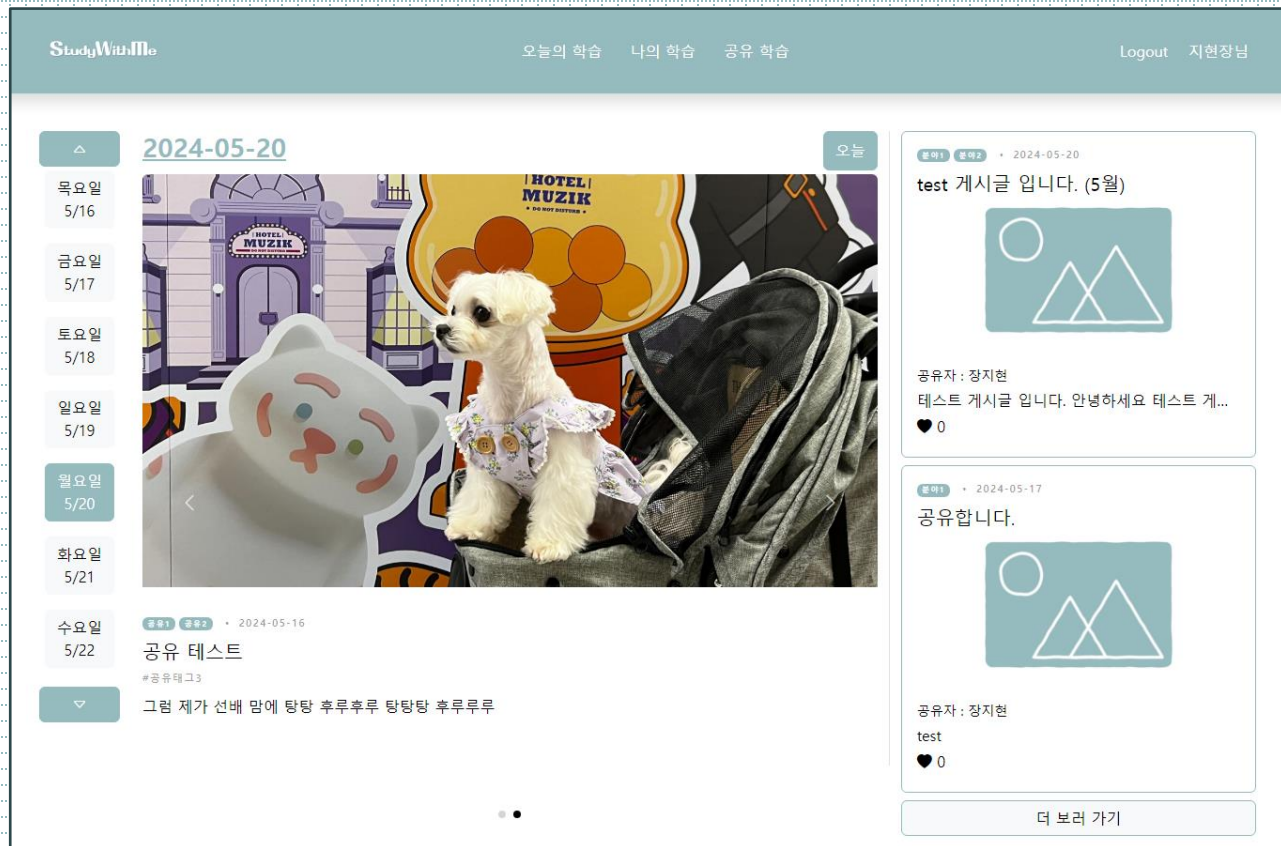 StudyWithMe
오늘의 학습 나의 학습 공유 학습
Logout 지현장님
목요일
5/16
금요일
5/17
토요일
5/18
일요일
5/19
월요일
5/20
화요일
5/21
수요일
5/22
2024-05-20
오늘
HOTEL
MUZIK
HOTEL
MUZIK
DO NOT DISTURB
공유1 공유2 • 2024-05-16
공유 테스트
#공유태그3
그럼 제가 선배 맘에 탕탕 후루후루 탕탕탕 후루루루
분야1 분야2 • 2024-05-20
test 게시글 입니다. (5월)
공유자 : 장지현
테스트 게시글 입니다. 안녕하세요 테스트 게...
0
분야1 • 2024-05-17
공유합니다.
공유자 : 장지현
test
0
더 보러 가기